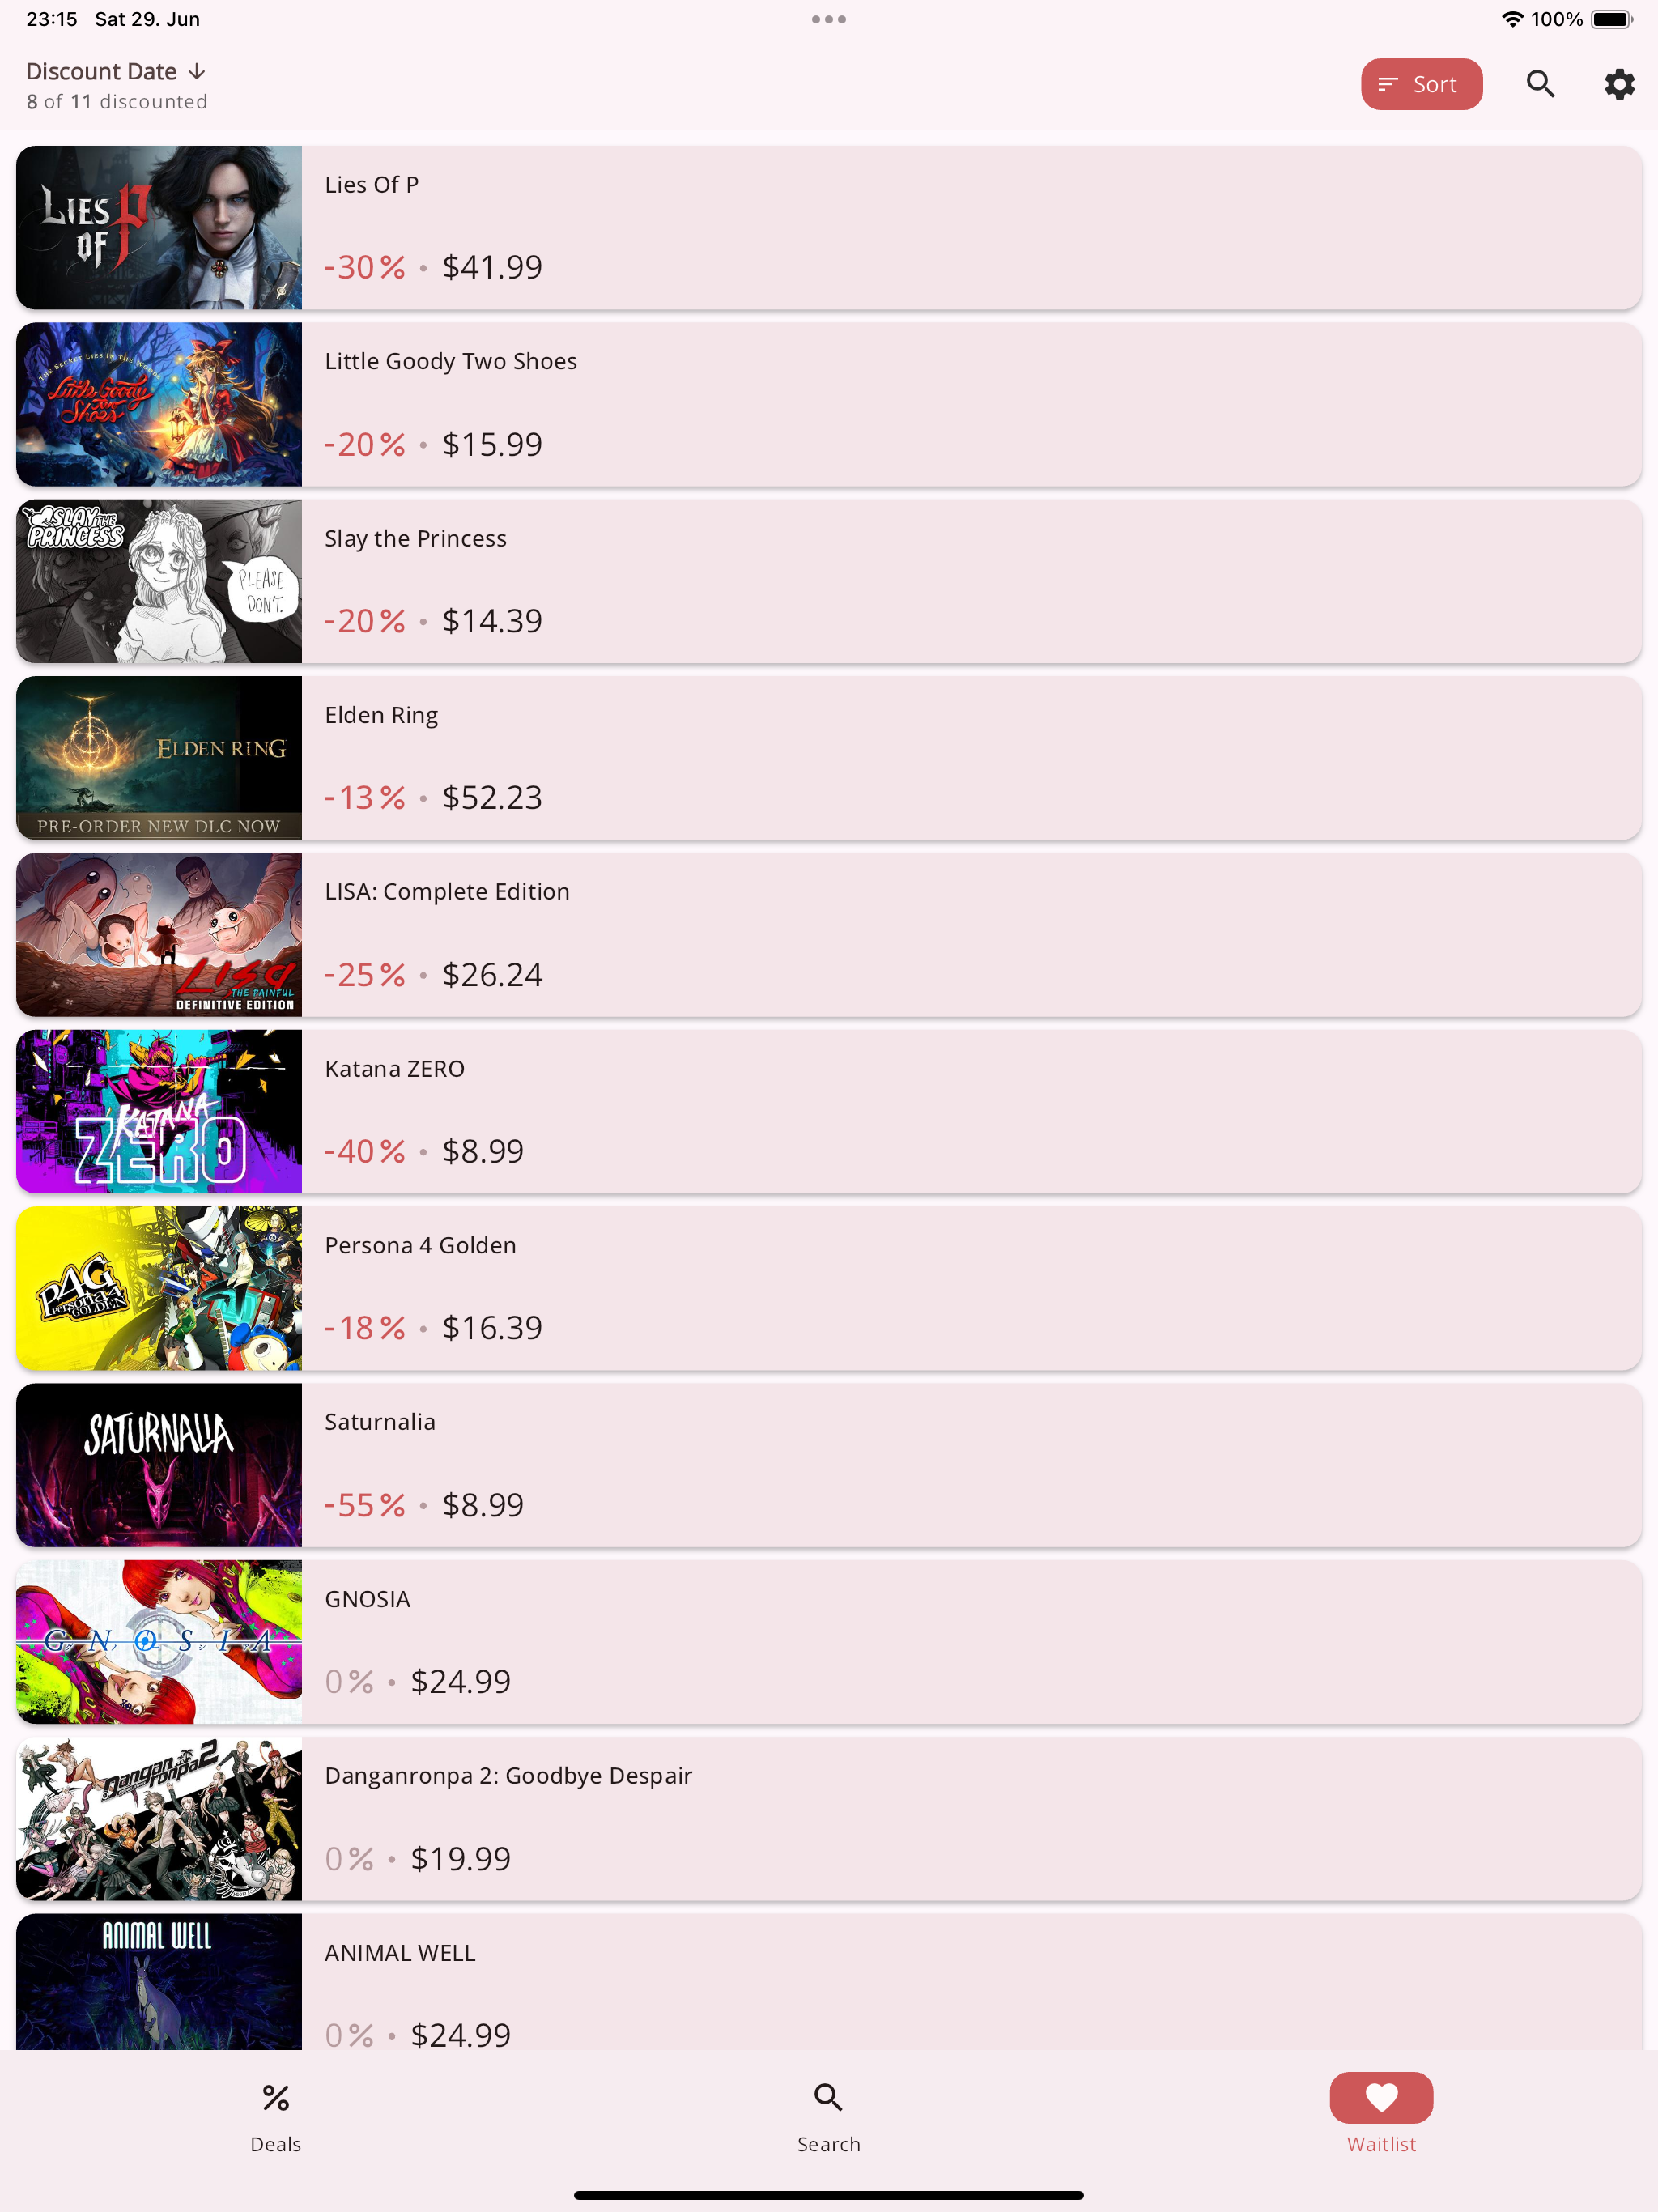 23:15 Sat 29. Jun
100%
Discount Date ↓
8 of 11 discounted
Sort
LIES OF P
Lies Of P
-30% • $41.99
THE SECRET LIES IN THE WOODS
Little Goody Two Shoes
Little Goody Two Shoes
-20% • $15.99
SLAY THE PRINCESS
PLEASE DON'T.
Slay the Princess
-20% • $14.39
ELDEN RING
PRE-ORDER NEW DLC NOW
Elden Ring
-13% • $52.23
LISA
THE PAINFUL
DEFINITIVE EDITION
LISA: Complete Edition
-25% • $26.24
KATANA ZERO
Katana ZERO
-40% • $8.99
P4G
Persona4
GOLDEN
Persona 4 Golden
-18% • $16.39
SATURNALIA
Saturnalia
-55% • $8.99
GNOSIA
GNOSIA
0% • $24.99
Danganronpa 2
Danganronpa 2: Goodbye Despair
0% • $19.99
ANIMAL WELL
ANIMAL WELL
0% • $24.99
Deals
Search
Waitlist